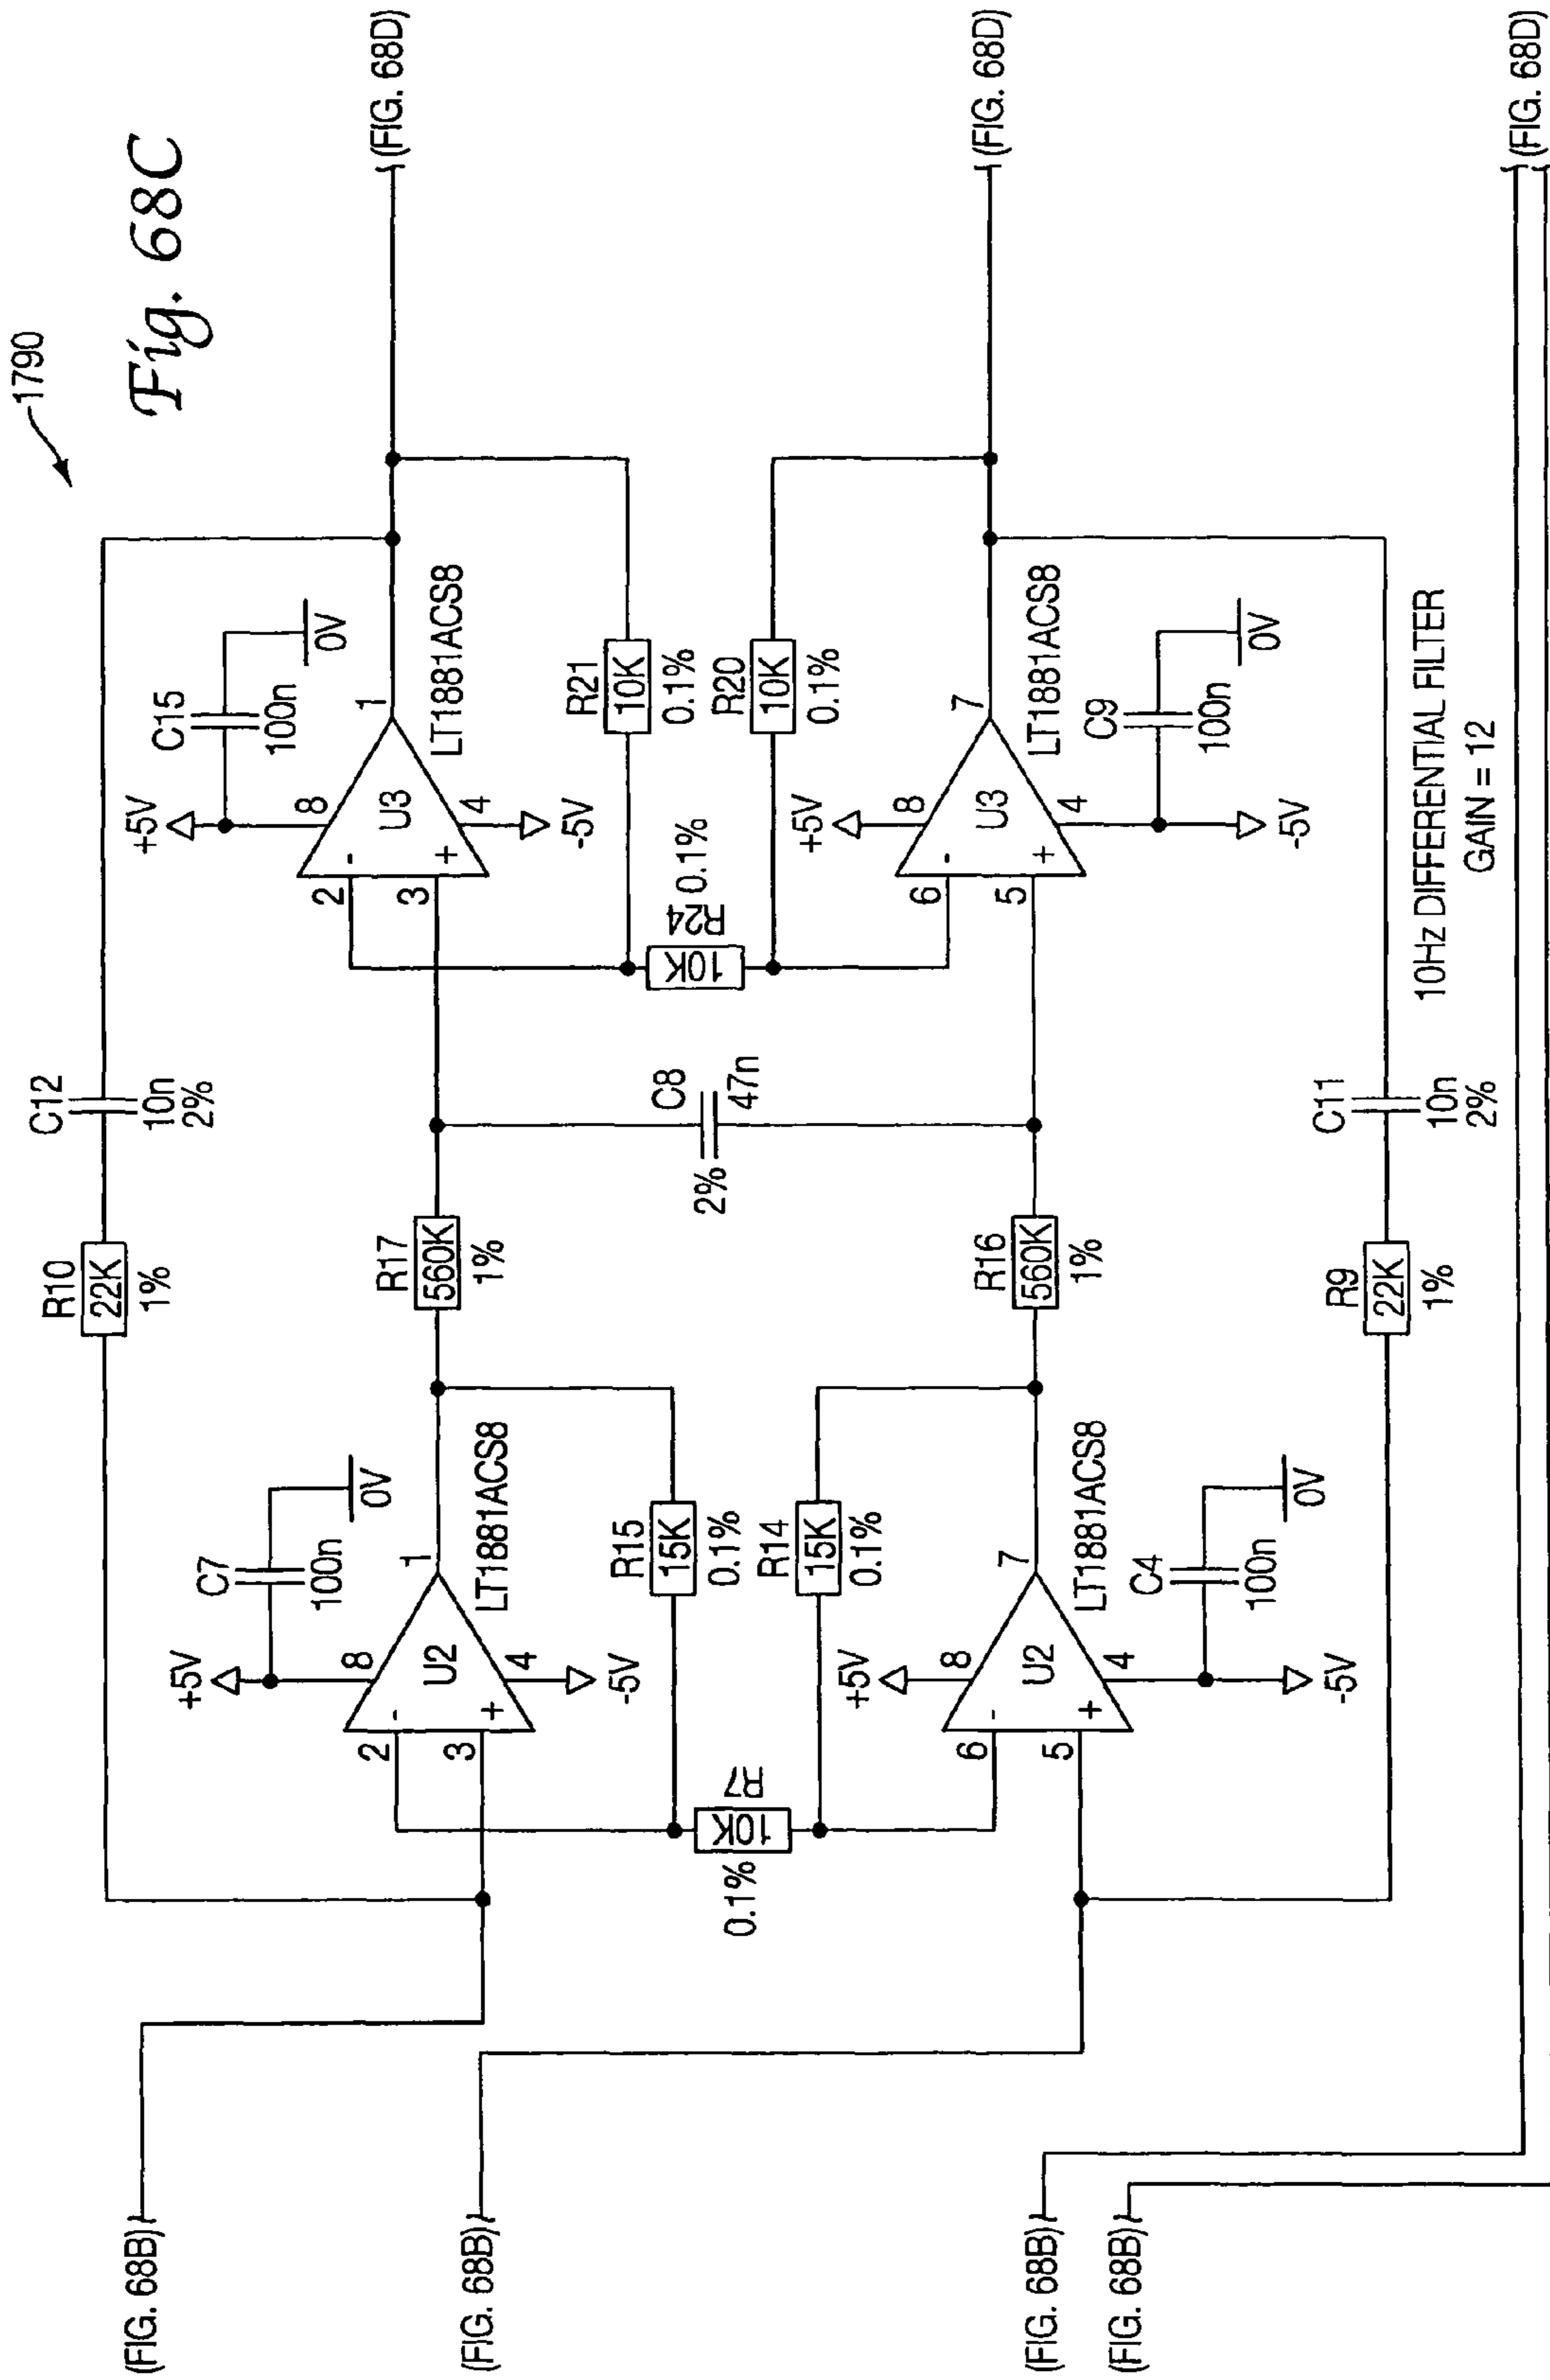 1790
Fig. 68C
(FIG. 68B)
(FIG. 68B)
(FIG. 68B)
(FIG. 68B)
R10
22K
1%
C12
10n
2%
+5V
C7
100n
0V
8
2
-
3
+
U2
1
4
-5V
LT1881ACS8
R15
15K
0.1%
R7
10K
0.1%
R14
15K
0.1%
+5V
8
6
-
5
+
U2
7
4
-5V
LT1881ACS8
C4
100n
0V
R17
560K
1%
C8
47n
2%
R16
560K
1%
R9
22K
1%
C11
10n
2%
+5V
C15
100n
0V
8
2
-
3
+
U3
1
4
-5V
LT1881ACS8
R21
10K
0.1%
R24
10K
0.1%
R20
10K
0.1%
+5V
8
6
-
5
+
U3
7
4
-5V
LT1881ACS8
C9
100n
0V
10Hz DIFFERENTIAL FILTER
GAIN = 12
(FIG. 68D)
(FIG. 68D)
(FIG. 68D)